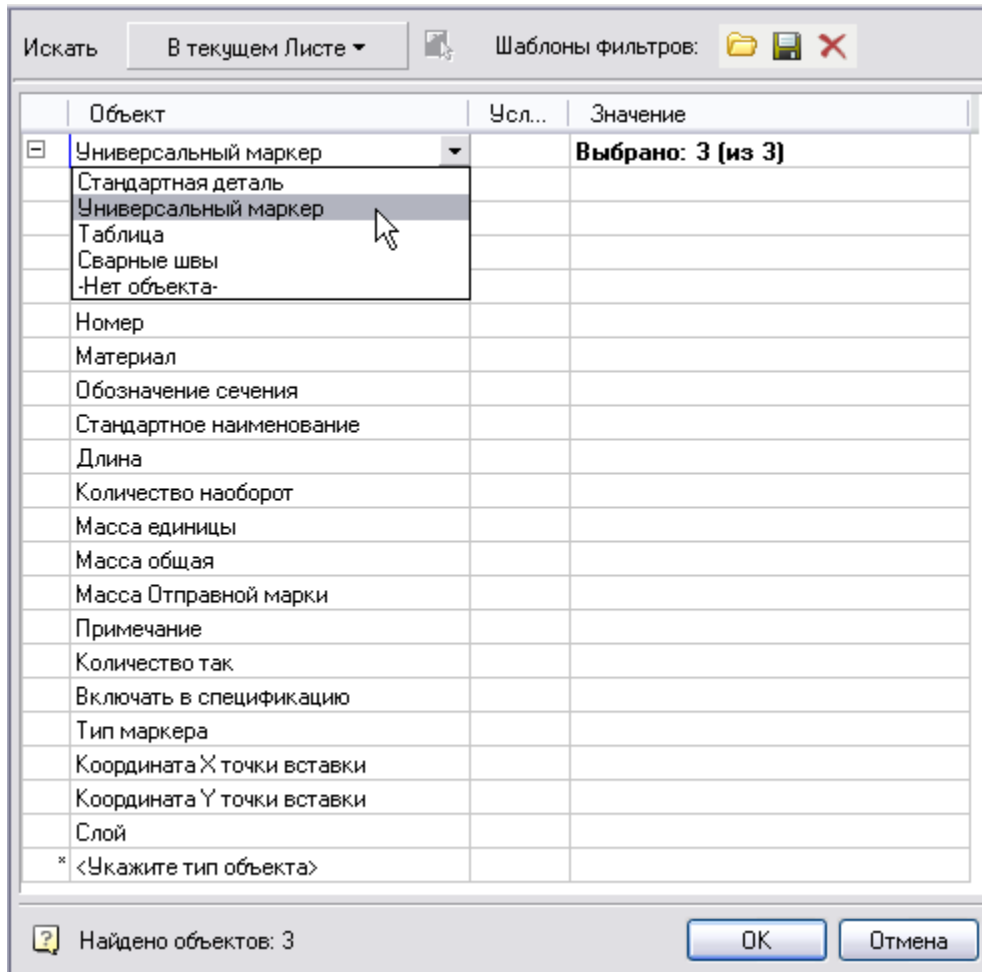 Искать В текущем Листе Шаблоны фильтров:
Объект Усл... Значение
Универсальный маркер Выбрано: 3 (из 3)
Стандартная деталь
Универсальный маркер
Таблица
Сварные швы
-Нет объекта-
Номер
Материал
Обозначение сечения
Стандартное наименование
Длина
Количество наоборот
Масса единицы
Масса общая
Масса Отправной марки
Примечание
Количество так
Включать в спецификацию
Тип маркера
Координата X точки вставки
Координата Y точки вставки
Слой
* <Укажите тип объекта>
Найдено объектов: 3 OK Отмена